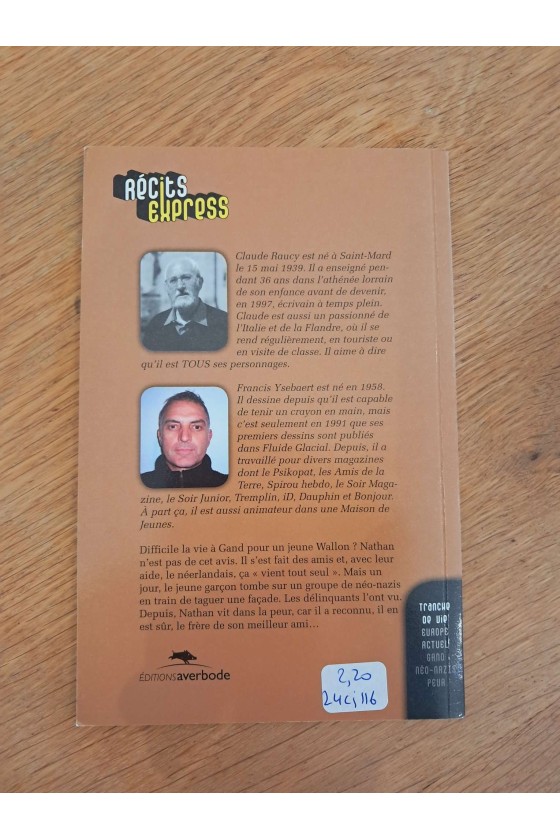 Récits
Express
Claude Raucy est né à Saint-Mard
le 15 mai 1939. Il a enseigné pen-
dant 36 ans dans l'athénée lorrain
de son enfance avant de devenir,
en 1997, écrivain à temps plein.
Claude est aussi un passionné de
l'Italie et de la Flandre, où il se
rend régulièrement, en touriste ou
en visite de classe. Il aime à dire
qu'il est TOUS ses personnages.
Francis Ysebaert est né en 1958.
Il dessine depuis qu'il est capable
de tenir un crayon en main, mais
c'est seulement en 1991 que ses
premiers dessins sont publiés
dans Fluide Glacial. Depuis, il a
travaillé pour divers magazines
dont le Psikopat, les Amis de la
Terre, Spirou hebdo, le Soir Maga-
zine, le Soir Junior, Tremplin, iD, Dauphin et Bonjour.
À part ça, il est aussi animateur dans une Maison de
Jeunes.
Difficile la vie à Gand pour un jeune Wallon ? Nathan
n'est pas de cet avis. Il s'est fait des amis et, avec leur
aide, le néerlandais, ça « vient tout seul ». Mais un
jour, le jeune garçon tombe sur un groupe de néo-nazis
en train de taguer une façade. Les délinquants l'ont vu.
Depuis, Nathan vit dans la peur, car il a reconnu, il en
est sûr, le frère de son meilleur ami…
Tranche
de vie
Europe
actuel
Gand
néo-nazis
peur
ÉDITIONS averbode
2,20
24cj116